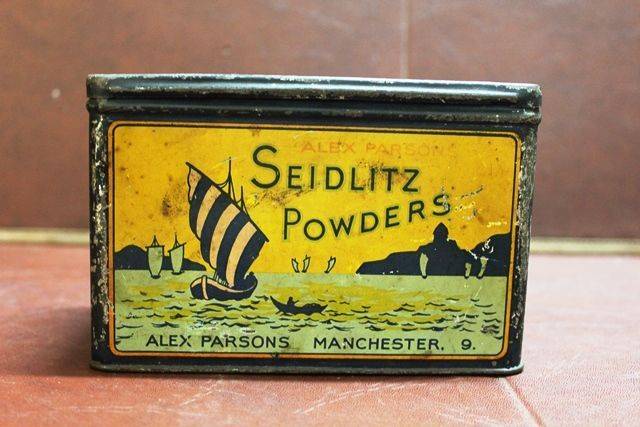 ALEX PARSONS
SEIDLITZ
POWDERS
ALEX PARSONS MANCHESTER. 9.